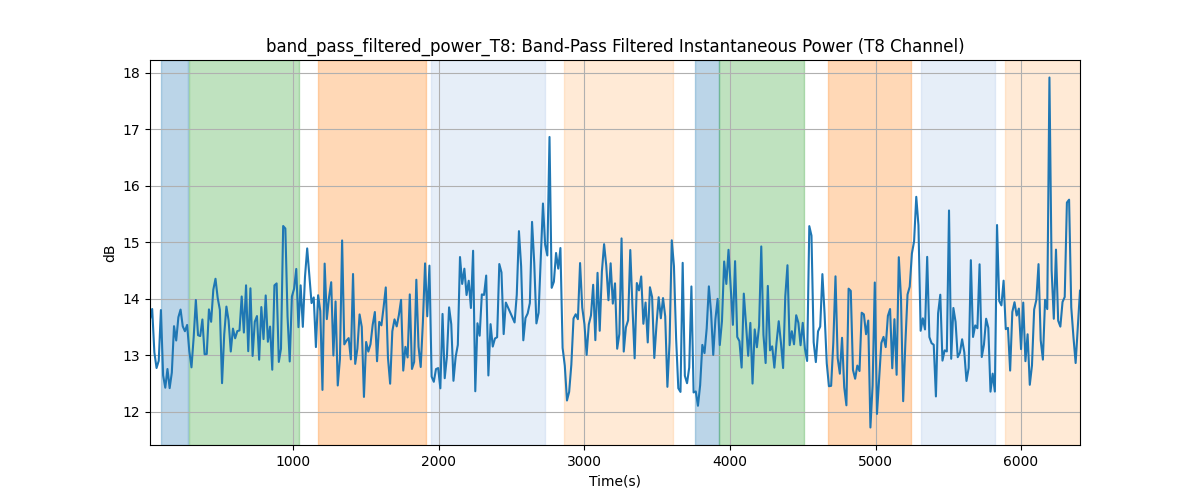 band_pass_filtered_power_T8: Band-Pass Filtered Instantaneous Power (T8 Channel)
18
17
16
15
14
13
12
dB
1000 2000 3000 4000 5000 6000
Time(s)